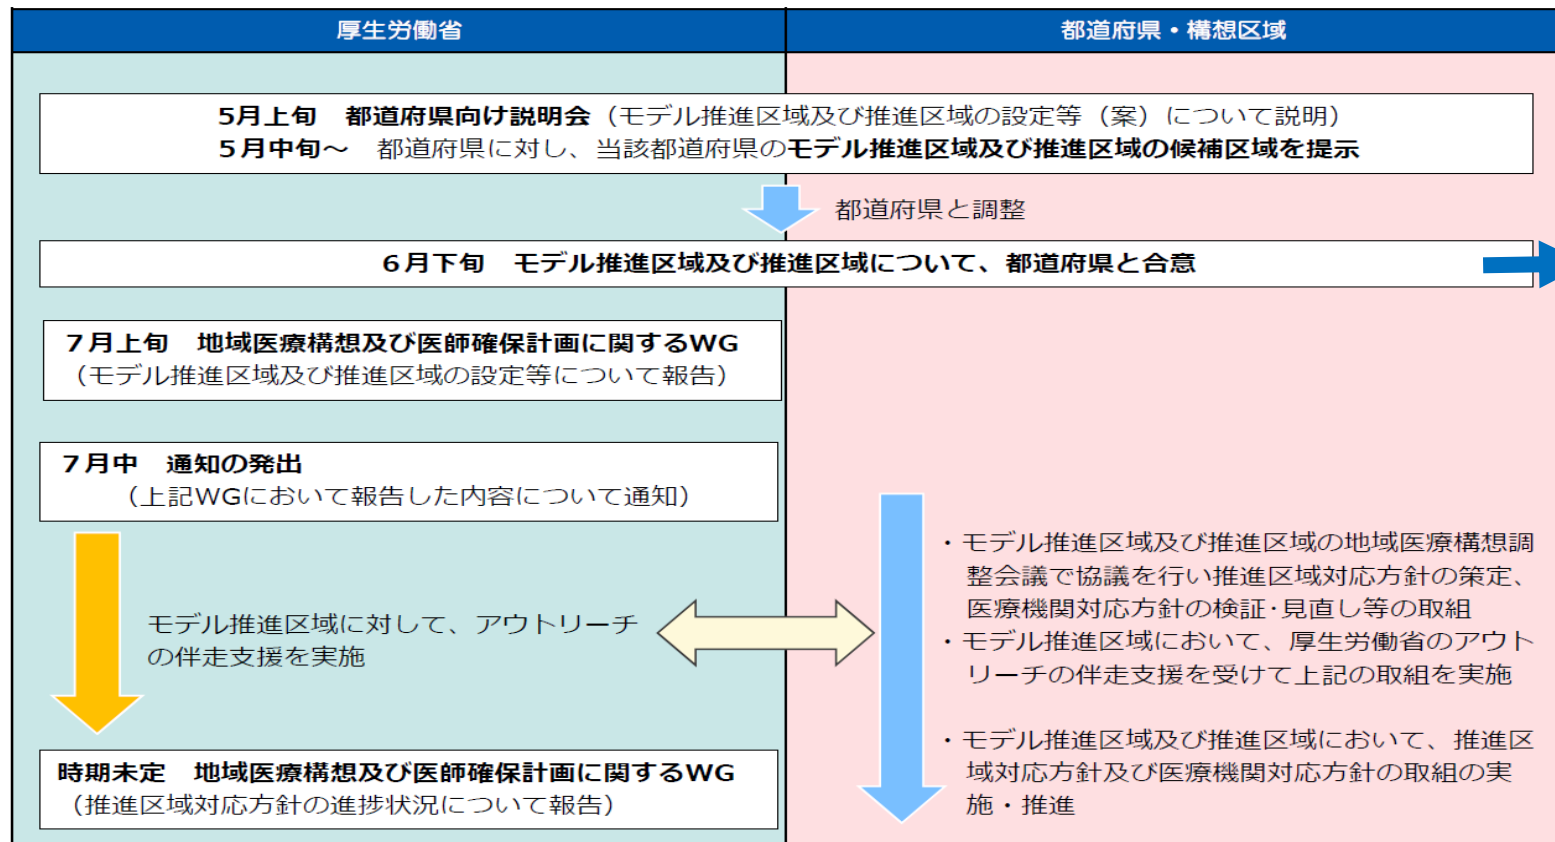 厚生労働省
都道府県・構想区域
5月上旬　都道府県向け説明会（モデル推進区域及び推進区域の設定等（案）について説明）
５月中旬～　都道府県に対し、当該都道府県のモデル推進区域及び推進区域の候補区域を提示
都道府県と調整
６月下旬　モデル推進区域及び推進区域について、都道府県と合意
７月上旬　地域医療構想及び医師確保計画に関するWG
（モデル推進区域及び推進区域の設定等について報告）
７月中　通知の発出
（上記WGにおいて報告した内容について通知）
モデル推進区域に対して、アウトリーチ
の伴走支援を実施
時期未定　地域医療構想及び医師確保計画に関するWG
（推進区域対応方針の進捗状況について報告）
・モデル推進区域及び推進区域の地域医療構想調
整会議で協議を行い推進区域対応方針の策定、
医療機関対応方針の検証･見直し等の取組
・モデル推進区域において、厚生労働省のアウト
リーチの伴走支援を受けて上記の取組を実施
・モデル推進区域及び推進区域において、推進区
域対応方針及び医療機関対応方針の取組の実
施・推進